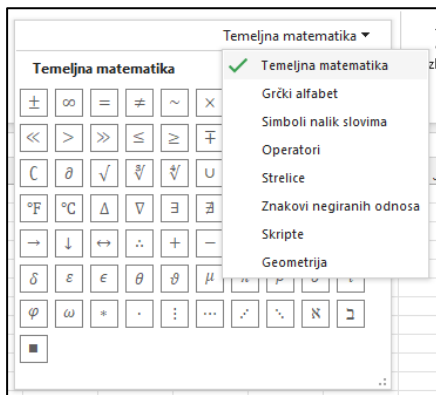 Temeljna matematika ▼
Temeljna matematika
± ∞ = ≠ ~ ×
≪ > ≫ ≤ ≥ ∓
∁ ∂ √ ∛ ∜ ∪
°F °C ∆ ∇ ∃ ∄
→ ↓ ↔ ∴ + −
δ ε ϵ θ ϑ μ
φ ω ∗ ∙ ⋮ ⋯ ⋰ ⋱ ℵ ℶ
∎
✓ Temeljna matematika
Grčki alfabet
Simboli nalik slovima
Operatori
Strelice
Znakovi negiranih odnosa
Skripte
Geometrija